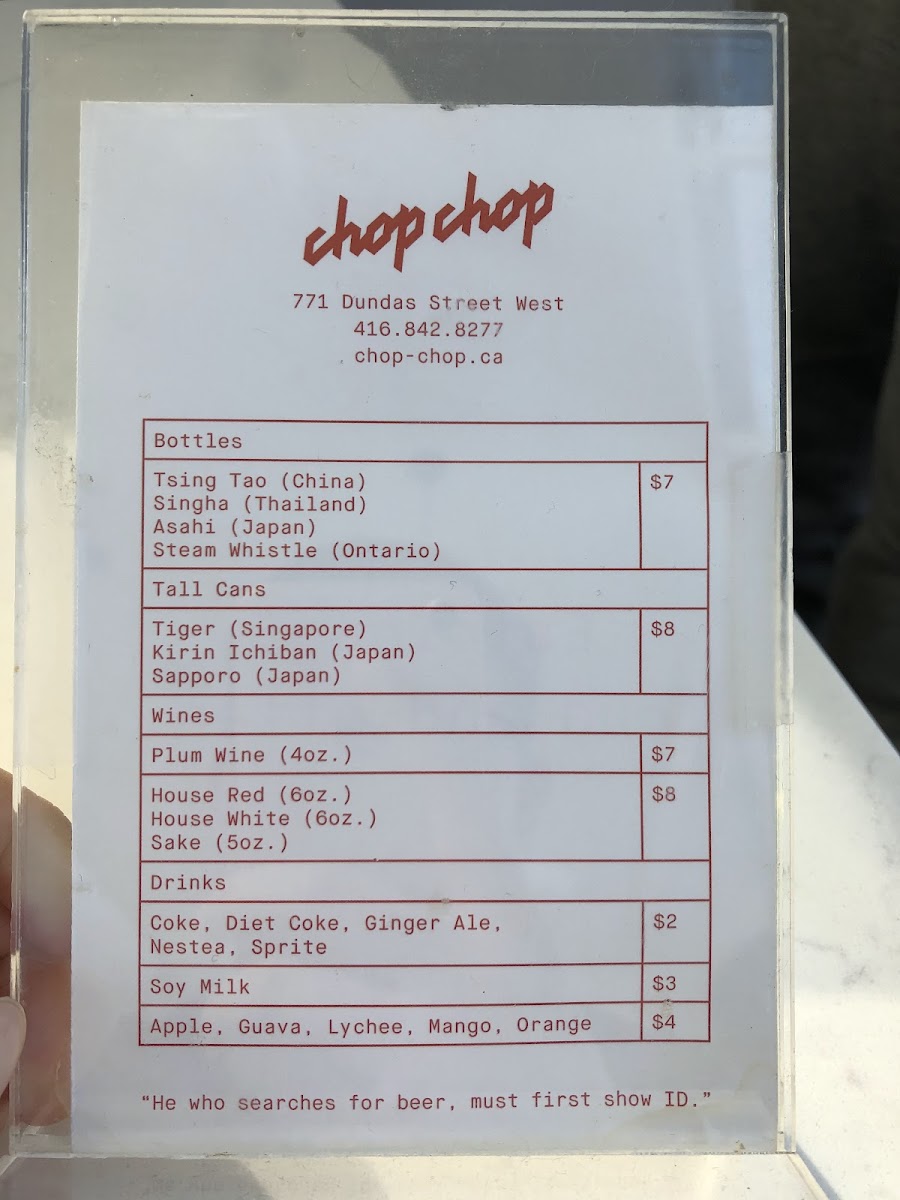 chop chop
771 Dundas Street West
416.842.8277
chop-chop.ca
Bottles
Tsing Tao (China) $7
Singha (Thailand)
Asahi (Japan)
Steam Whistle (Ontario)
Tall Cans
Tiger (Singapore) $8
Kirin Ichiban (Japan)
Sapporo (Japan)
Wines
Plum Wine (4oz.) $7
House Red (6oz.) $8
House White (6oz.)
Sake (5oz.)
Drinks
Coke, Diet Coke, Ginger Ale, $2
Nestea, Sprite
Soy Milk $3
Apple, Guava, Lychee, Mango, Orange $4
“He who searches for beer, must first show ID.”